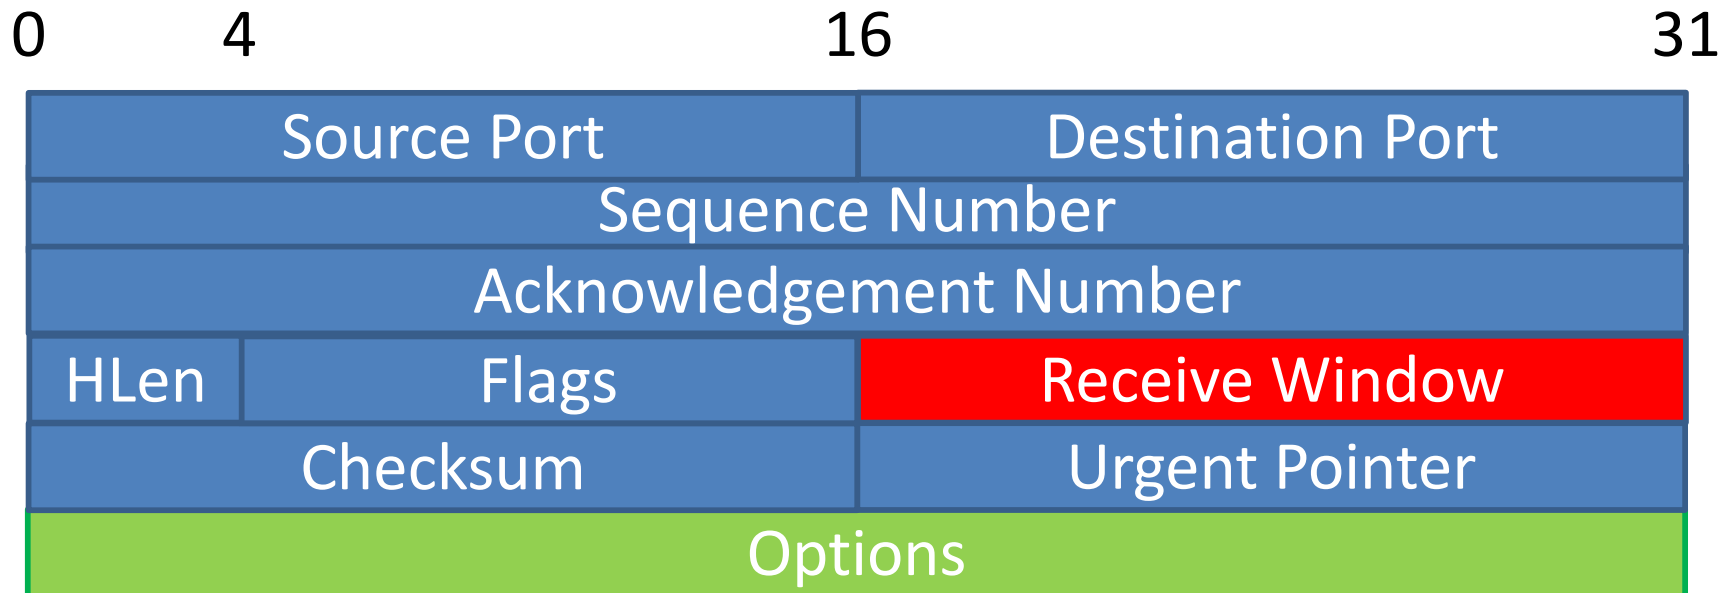 0 4 16 31
Source Port Destination Port
Sequence Number
Acknowledgement Number
HLen Flags Receive Window
Checksum Urgent Pointer
Options